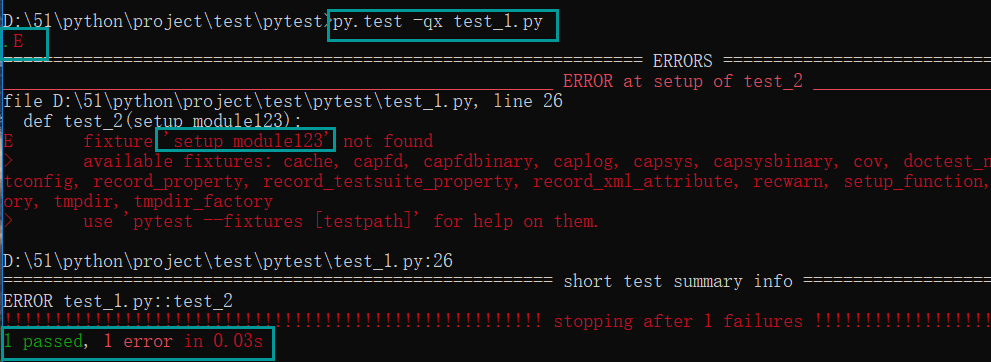 D:\51\python\project\test\pytest>py.test -qx test_1.py
.E
=================================================================== ERRORS ============================
__________________________________________________________ ERROR at setup of test_2 ___________________
file D:\51\python\project\test\pytest\test_1.py, line 26
  def test_2(setup_module123):
E       fixture 'setup_module123' not found
>       available fixtures: cache, capfd, capfdbinary, caplog, capsys, capsysbinary, cov, doctest_n
tconfig, record_property, record_testsuite_property, record_xml_attribute, recwarn, setup_function,
ory, tmpdir, tmpdir_factory
>       use 'pytest --fixtures [testpath]' for help on them.
D:\51\python\project\test\pytest\test_1.py:26
========================================================== short test summary info ====================
ERROR test_1.py::test_2
!!!!!!!!!!!!!!!!!!!!!!!!!!!!!!!!!!!!!!!!!!!!!!!!!!!!!!!!! stopping after 1 failures !!!!!!!!!!!!!!!!!!!
1 passed, 1 error in 0.03s